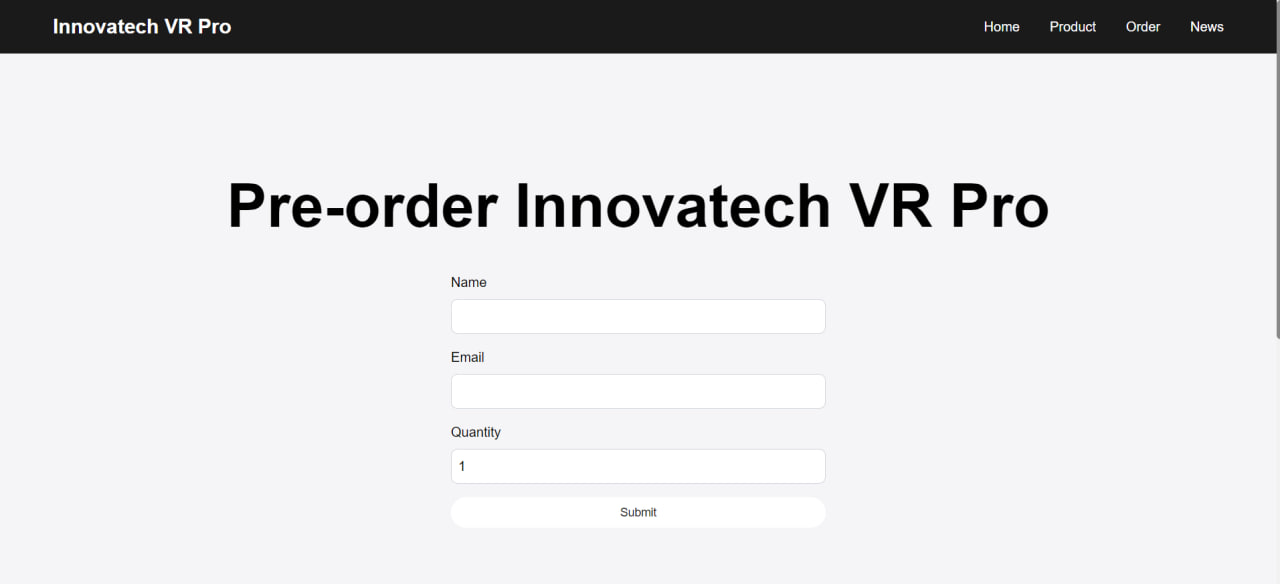 Innovatech VR Pro
Home Product Order News
Pre-order Innovatech VR Pro
Name
Email
Quantity
1
Submit